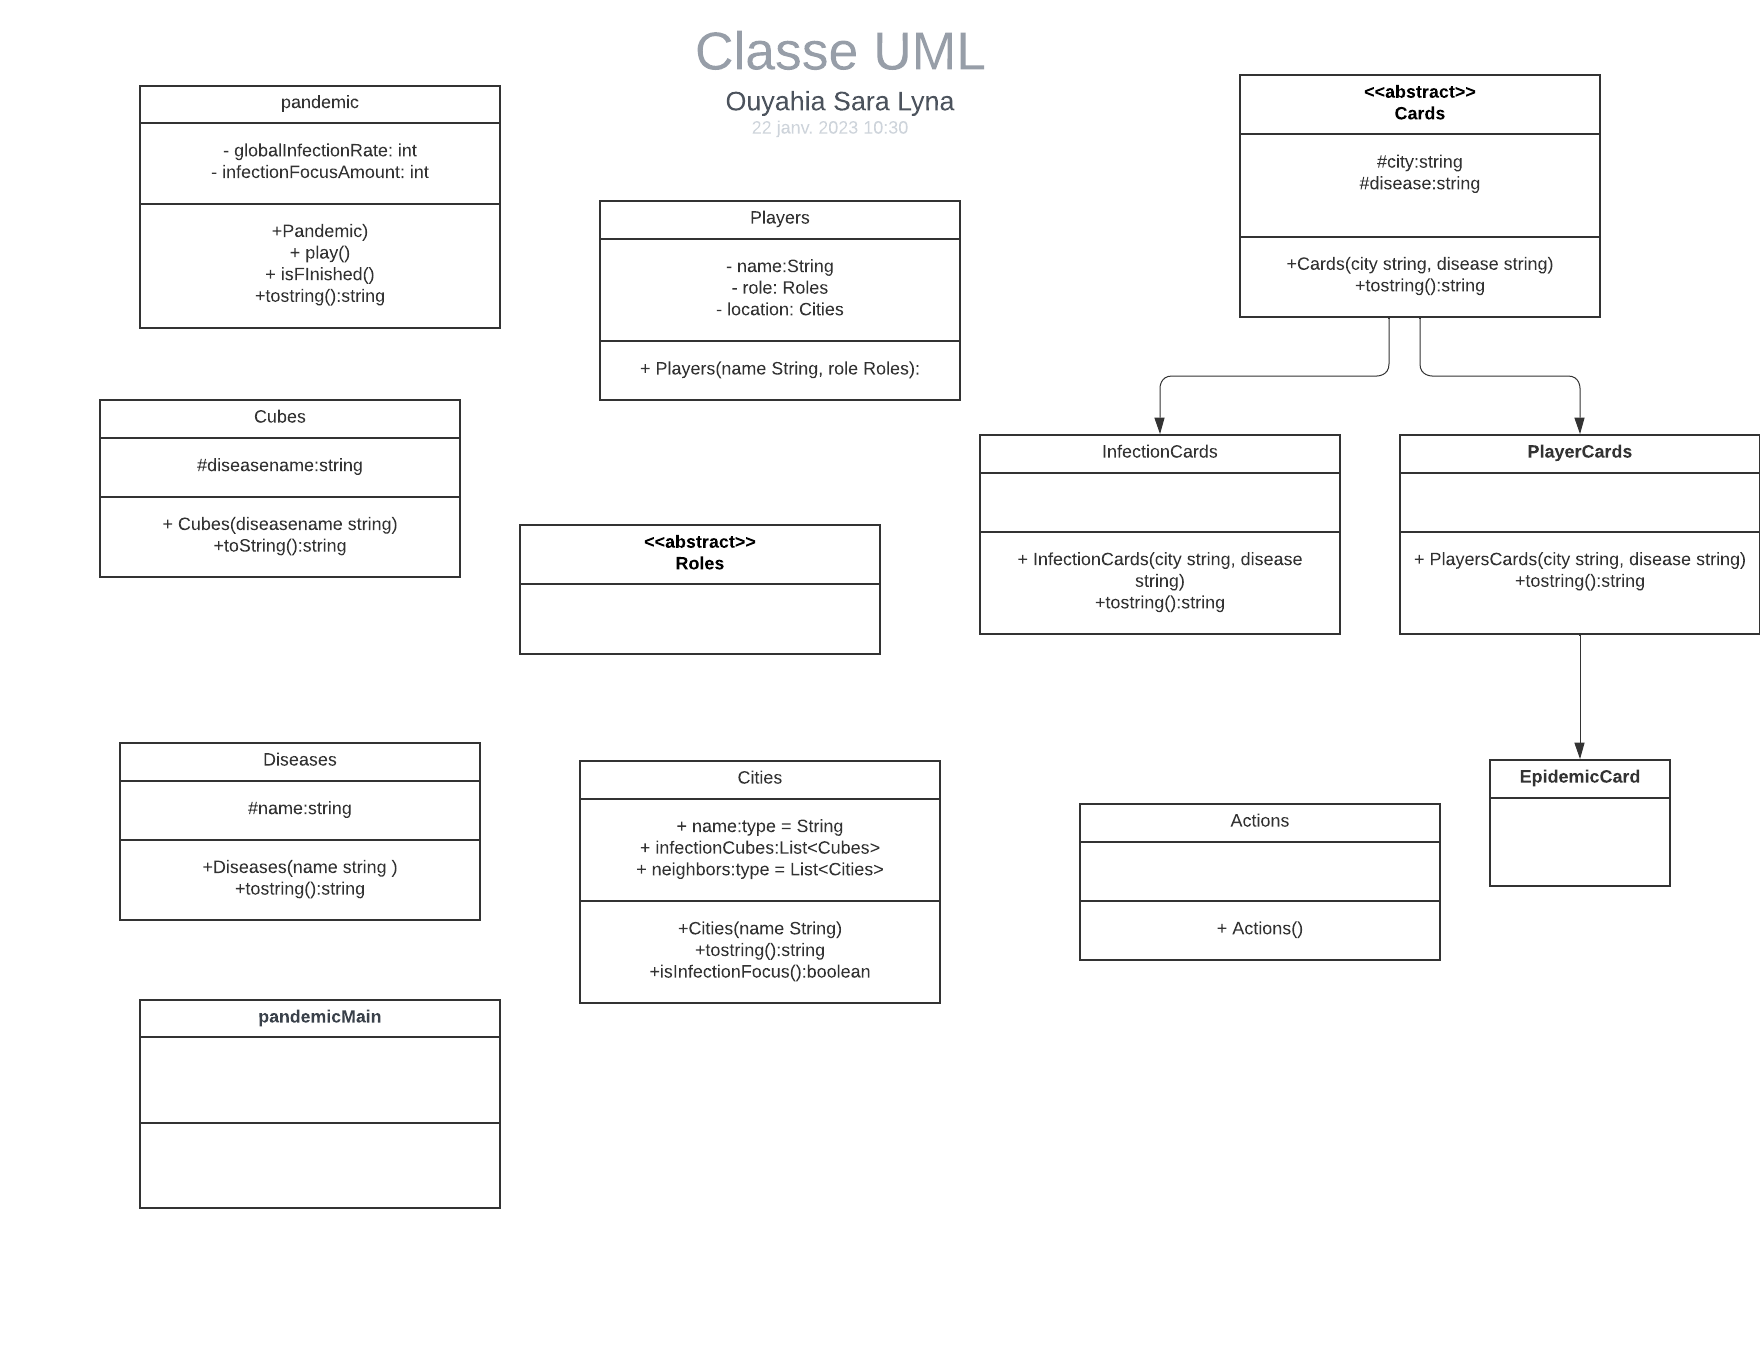 Classe UML
Ouyahia Sara Lyna
22 janv. 2023 10:30
pandemic
- globalInfectionRate: int
- infectionFocusAmount: int
+Pandemic)
+ play()
+ isFInished()
+tostring():string
Players
- name:String
- role: Roles
- location: Cities
+ Players(name String, role Roles):
<<abstract>>
Cards
#city:string
#disease:string
+Cards(city string, disease string)
+tostring():string
Cubes
#diseasename:string
+ Cubes(diseasename string)
+toString():string
<<abstract>>
Roles
InfectionCards
+ InfectionCards(city string, disease
string)
+tostring():string
PlayerCards
+ PlayersCards(city string, disease string)
+tostring():string
Diseases
#name:string
+Diseases(name string )
+tostring():string
Cities
+ name:type = String
+ infectionCubes:List<Cubes>
+ neighbors:type = List<Cities>
+Cities(name String)
+tostring():string
+isInfectionFocus():boolean
Actions
+ Actions()
EpidemicCard
pandemicMain